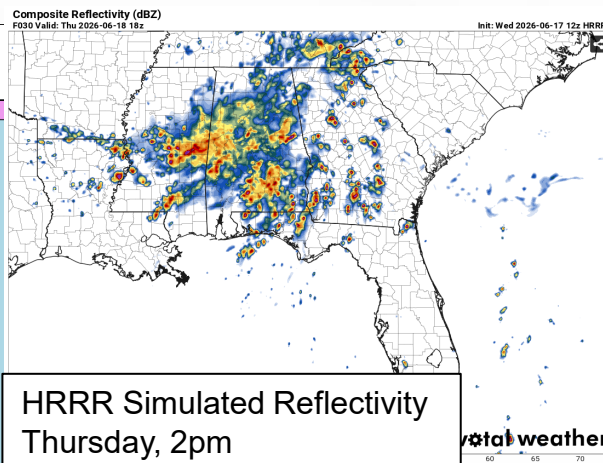 Composite Reflectivity (dBZ)
F030 Valid: Thu 2026-06-18 18z
Init: Wed 2026-06-17 12z HRRR
HRRR Simulated Reflectivity
Thursday, 2pm
weather
60 65 70